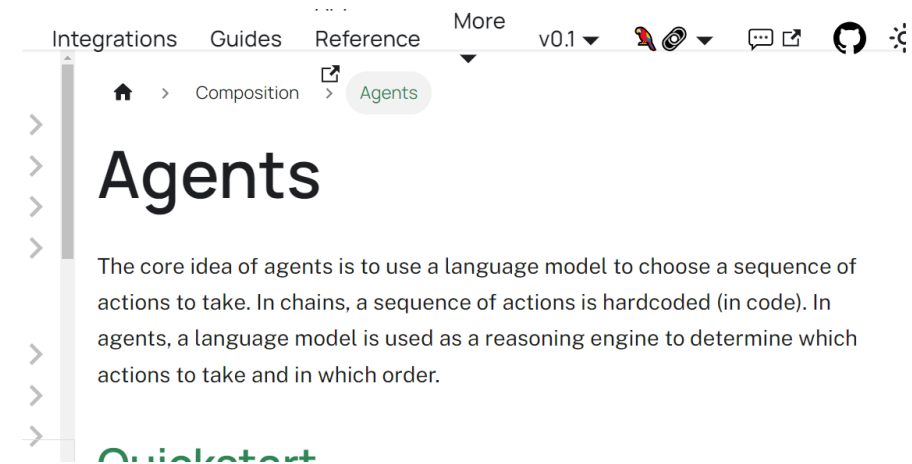 More
Integrations Guides Reference v0.1
Composition Agents
Agents
The core idea of agents is to use a language model to choose a sequence of
actions to take. In chains, a sequence of actions is hardcoded (in code). In
agents, a language model is used as a reasoning engine to determine which
actions to take and in which order.
Quickstart